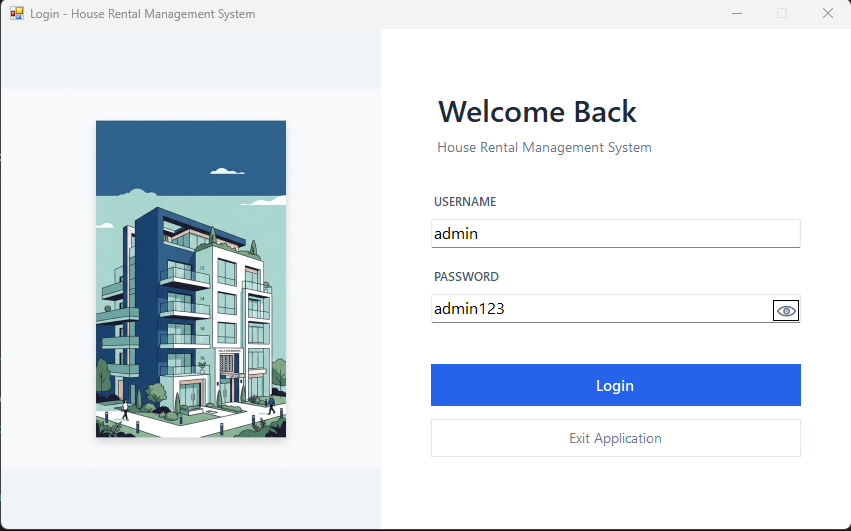 Login - House Rental Management System
Welcome Back
House Rental Management System
USERNAME
admin
PASSWORD
admin123
Login
Exit Application